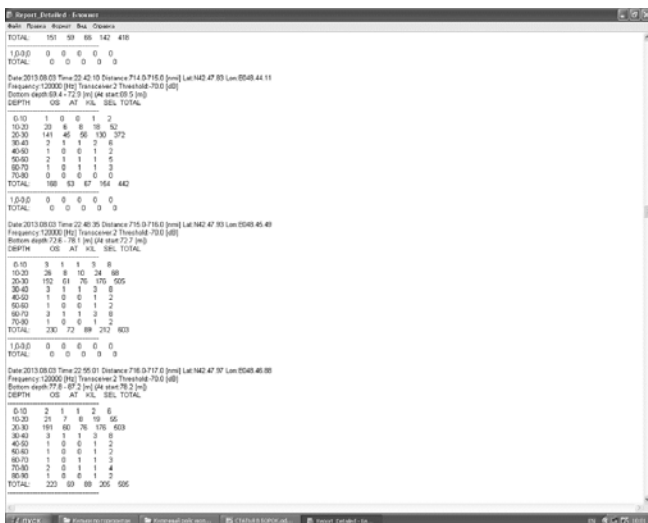 Report_Detailed - Блокнот
Файл Правка Формат Вид Справка
TOTAL: 151 59 66 142 418
1,0-0,0 0 0 0 0 0
TOTAL: 0 0 0 0 0
Date:2013.08.03 Time:22:42:10 Distance:714.0-715.0 [nmi] Lat:N42.47.89 Lon:E048.44.11
Frequency:120000 [Hz] Transceiver:2 Threshold:-70.0 [dB]
Bottom depth:69.4 - 72.9 [m] (At start:69.5 [m])
DEPTH OS AT KIL SEL TOTAL
0-10 1 0 0 1 2
10-20 20 6 8 18 52
20-30 141 45 56 130 372
30-40 2 1 1 2 6
40-50 1 0 0 1 2
50-60 2 1 1 1 5
60-70 1 0 1 1 3
70-80 0 0 0 0 0
TOTAL: 168 53 67 154 442
1,0-0,0 0 0 0 0 0
TOTAL: 0 0 0 0 0
Date:2013.08.03 Time:22:48:35 Distance:715.0-716.0 [nmi] Lat:N42.47.93 Lon:E048.45.49
Frequency:120000 [Hz] Transceiver:2 Threshold:-70.0 [dB]
Bottom depth:72.6 - 78.1 [m] (At start:72.7 [m])
DEPTH OS AT KIL SEL TOTAL
0-10 3 1 1 3 8
10-20 26 8 10 24 68
20-30 192 61 76 176 505
30-40 3 1 1 3 8
40-50 1 0 0 1 2
50-60 1 0 0 1 2
60-70 3 1 1 3 8
70-80 1 0 0 1 2
TOTAL: 230 72 89 212 603
1,0-0,0 0 0 0 0 0
TOTAL: 0 0 0 0 0
Date:2013.08.03 Time:22:55:01 Distance:716.0-717.0 [nmi] Lat:N42.47.97 Lon:E048.46.88
Frequency:120000 [Hz] Transceiver:2 Threshold:-70.0 [dB]
Bottom depth:77.8 - 87.2 [m] (At start:78.2 [m])
DEPTH OS AT KIL SEL TOTAL
0-10 2 1 1 2 6
10-20 21 7 8 19 55
20-30 191 60 76 176 503
30-40 3 1 1 3 8
40-50 1 0 0 1 2
50-60 1 0 0 1 2
60-70 1 0 1 1 3
70-80 2 0 1 1 4
80-90 1 0 0 1 2
TOTAL: 223 69 88 205 585
пуск
Report_Detailed - Бл...